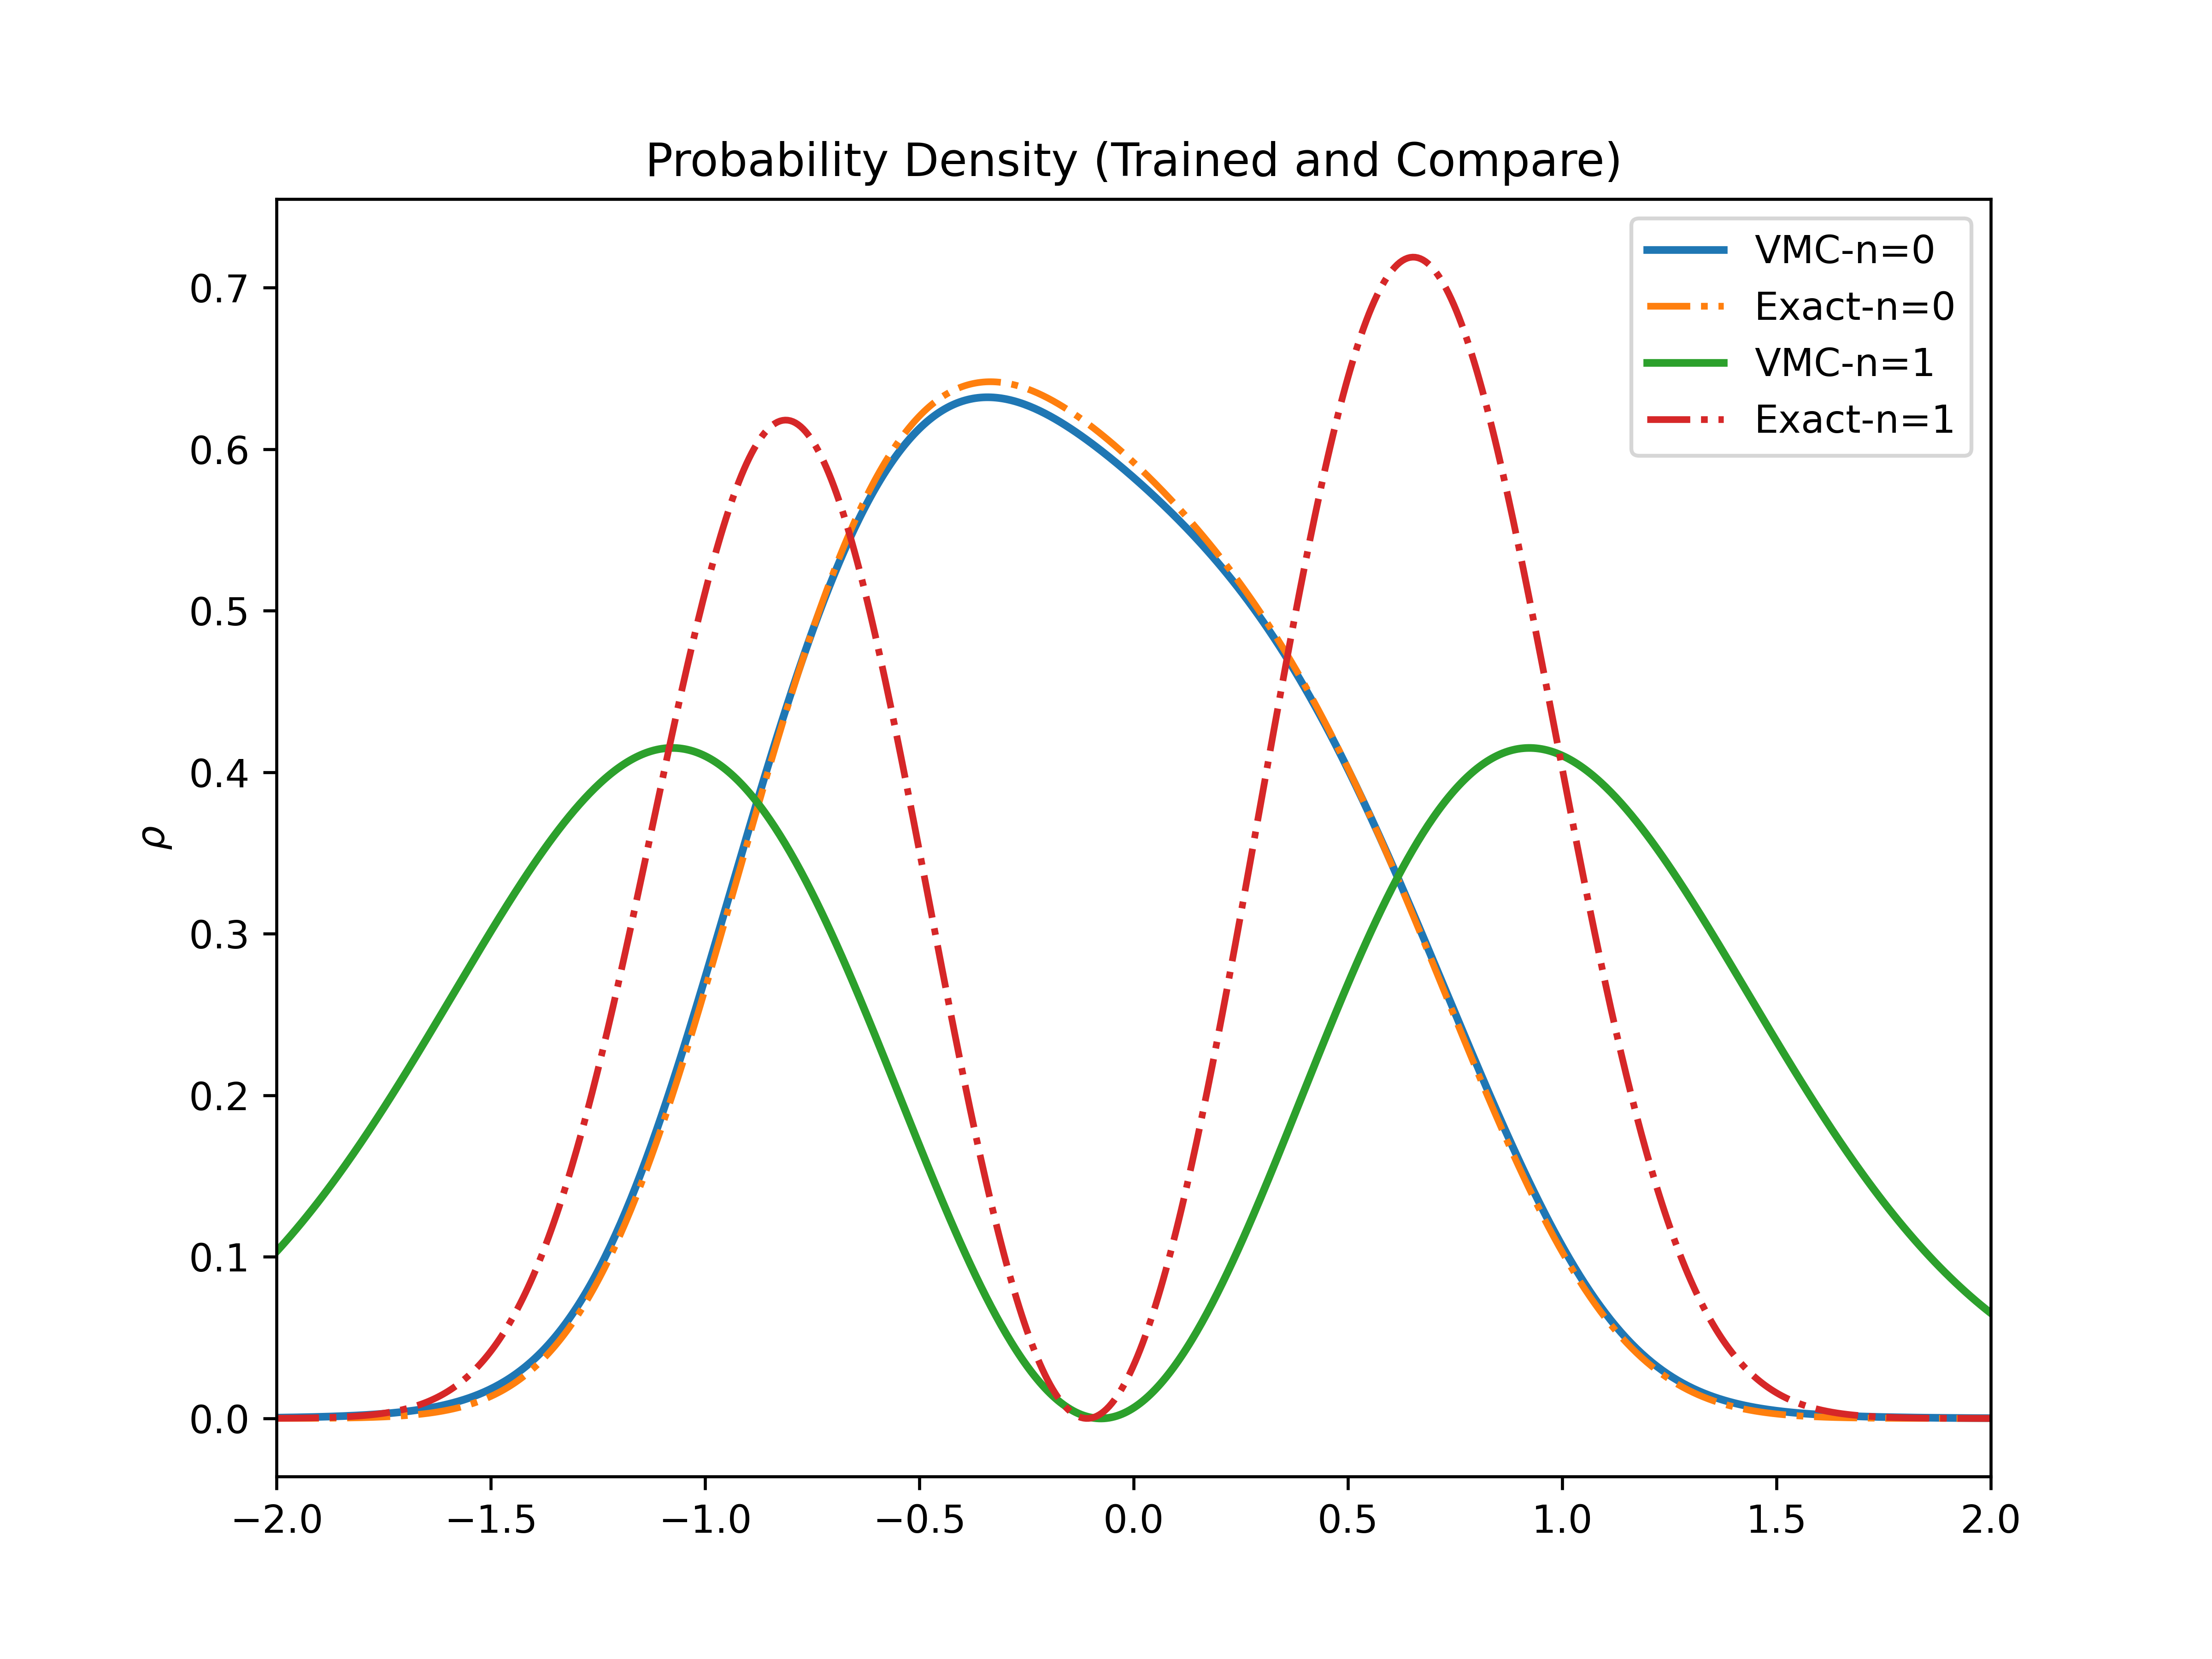 Probability Density (Trained and Compare)
VMC-n=0
Exact-n=0
VMC-n=1
Exact-n=1
0.7
0.6
0.5
0.4
0.3
0.2
0.1
0.0
ρ
−2.0 −1.5 −1.0 −0.5 0.0 0.5 1.0 1.5 2.0